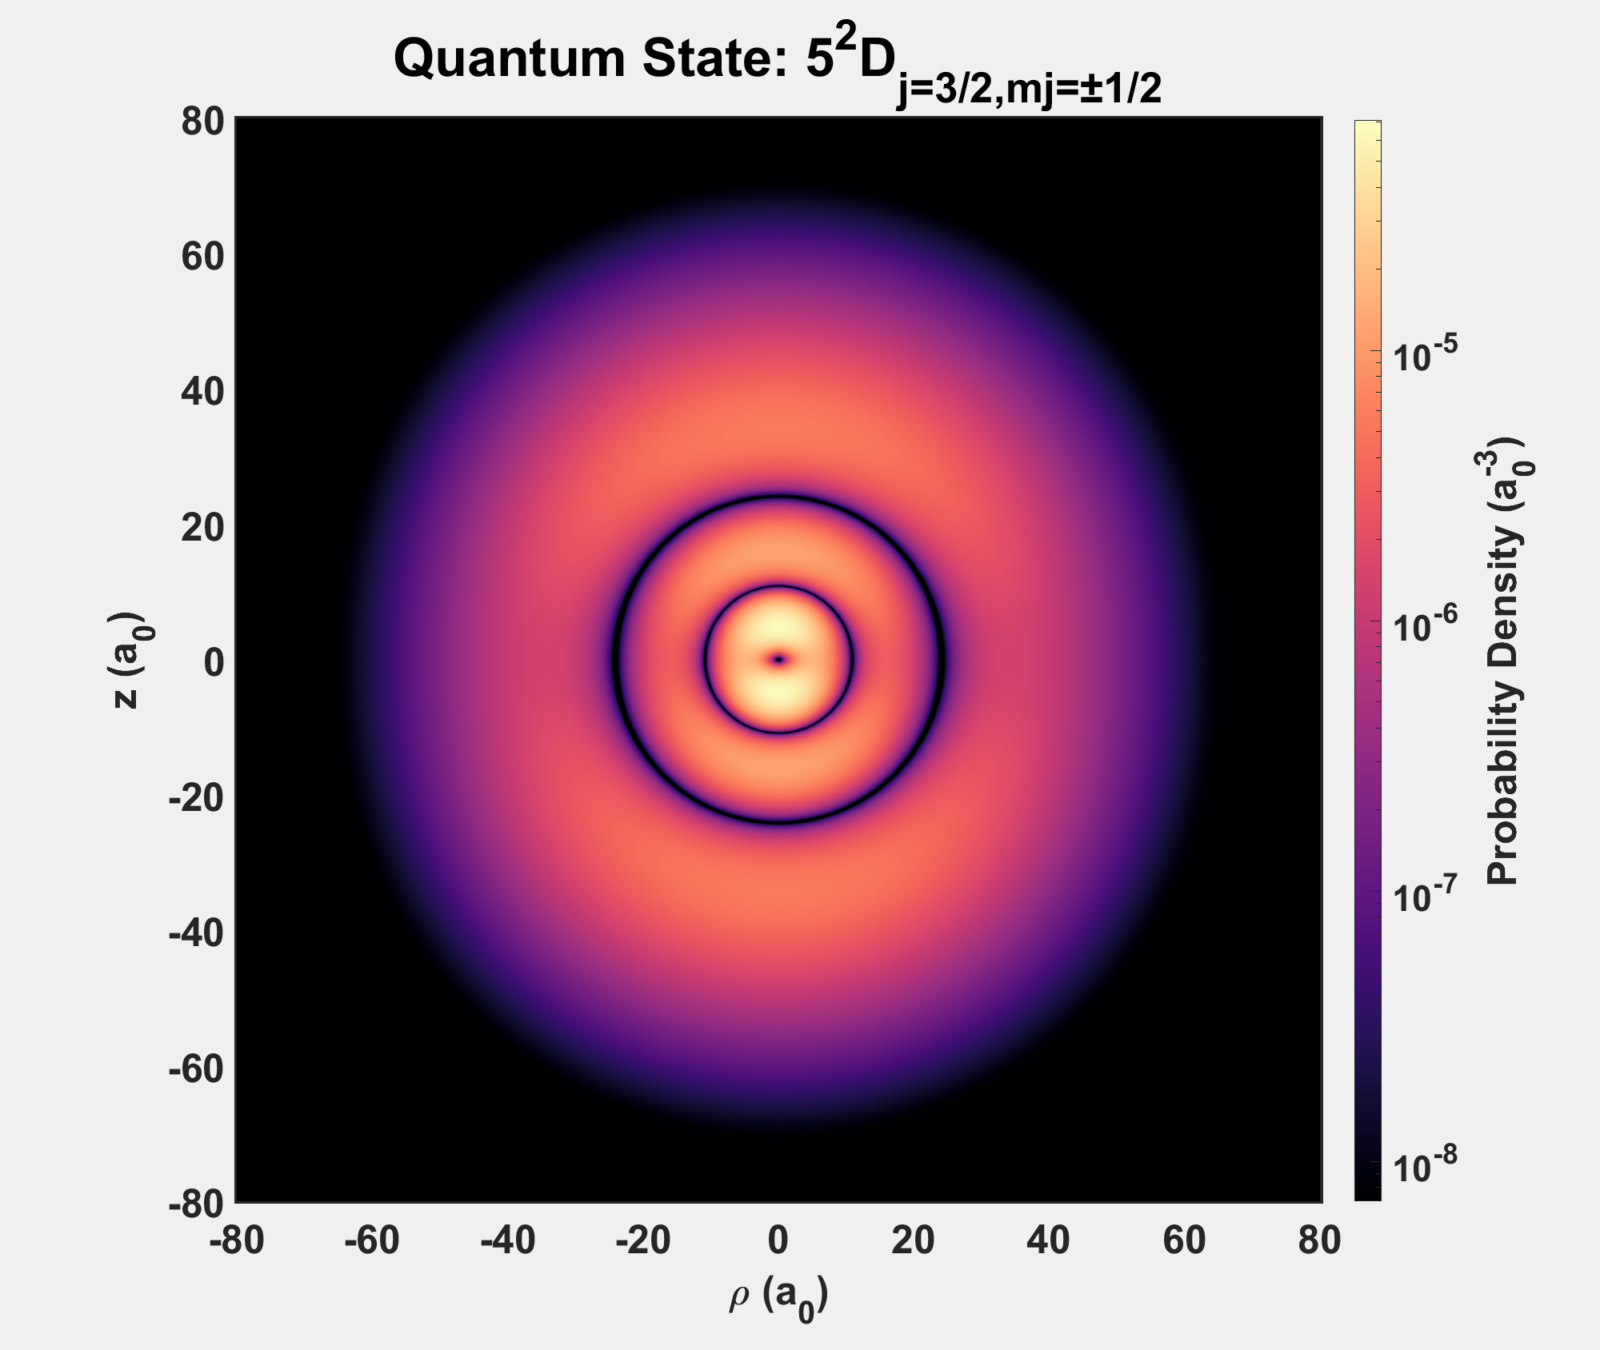 Quantum State: 5²D_j=3/2,mj=±1/2
80
60
40
20
0
-20
-40
-60
-80
z (a₀)
-80 -60 -40 -20 0 20 40 60 80
ρ (a₀)
10⁻⁵
10⁻⁶
10⁻⁷
10⁻⁸
Probability Density (a₀⁻³)